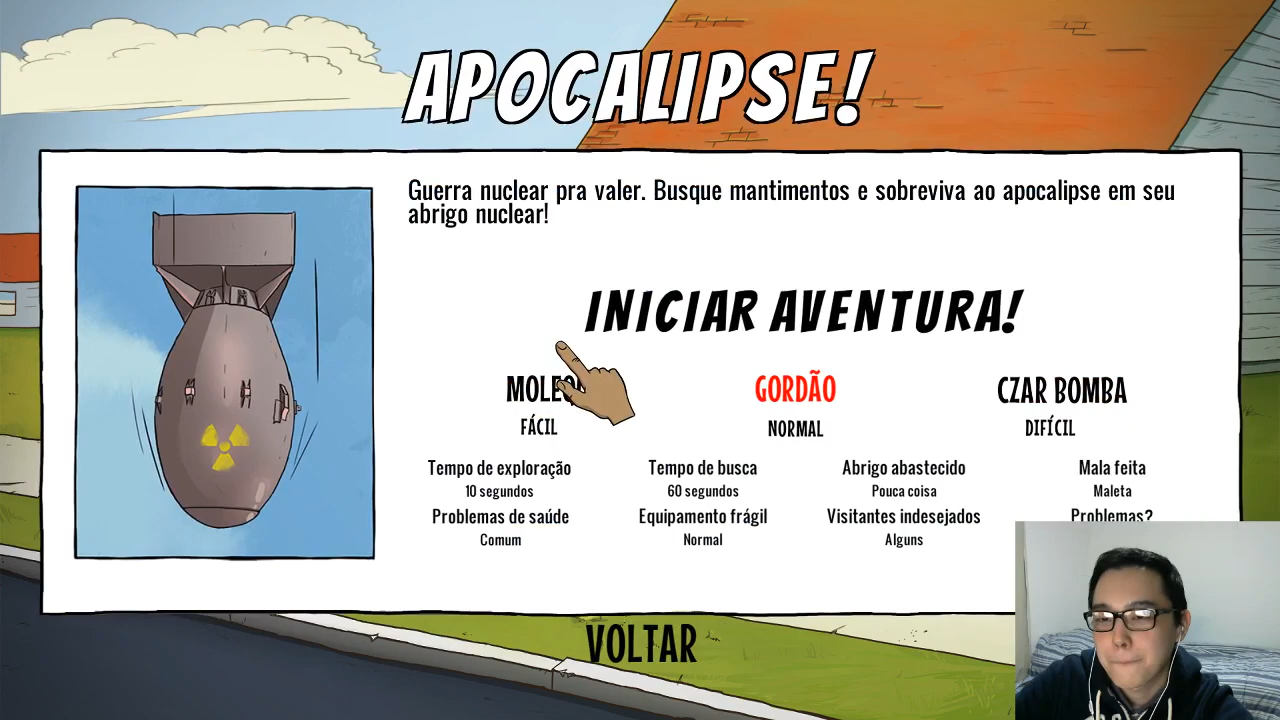 APOCALIPSE!
Guerra nuclear pra valer. Busque mantimentos e sobreviva ao apocalipse em seu
abrigo nuclear!
INICIAR AVENTURA!
GORDÃO CZAR BOMBA
FÁCIL NORMAL DIFÍCIL
Tempo de exploração Tempo de busca Abrigo abastecido Mala feita
10 segundos 60 segundos Pouca coisa Maleta
Problemas de saúde Equipamento frágil Visitantes indesejados Problemas?
Comum Normal Alguns
VOLTAR